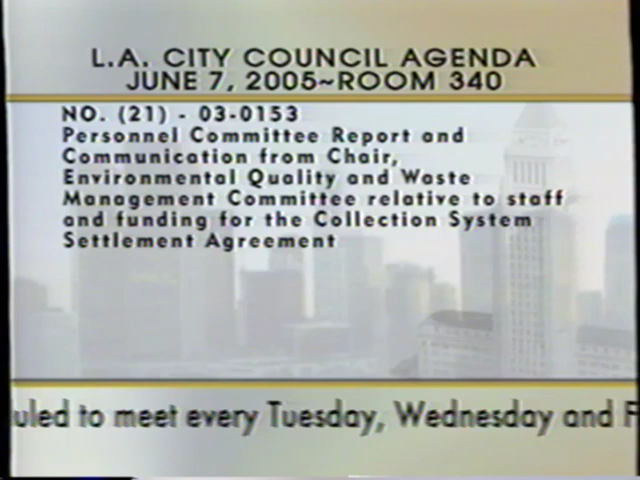 L.A. CITY COUNCIL AGENDA
JUNE 7, 2005~ROOM 340
NO. (21) - 03-0153
Personnel Committee Report and
Communication from Chair,
Environmental Quality and Waste
Management Committee relative to staff
and funding for the Collection System
Settlement Agreement
uled to meet every Tuesday, Wednesday and F